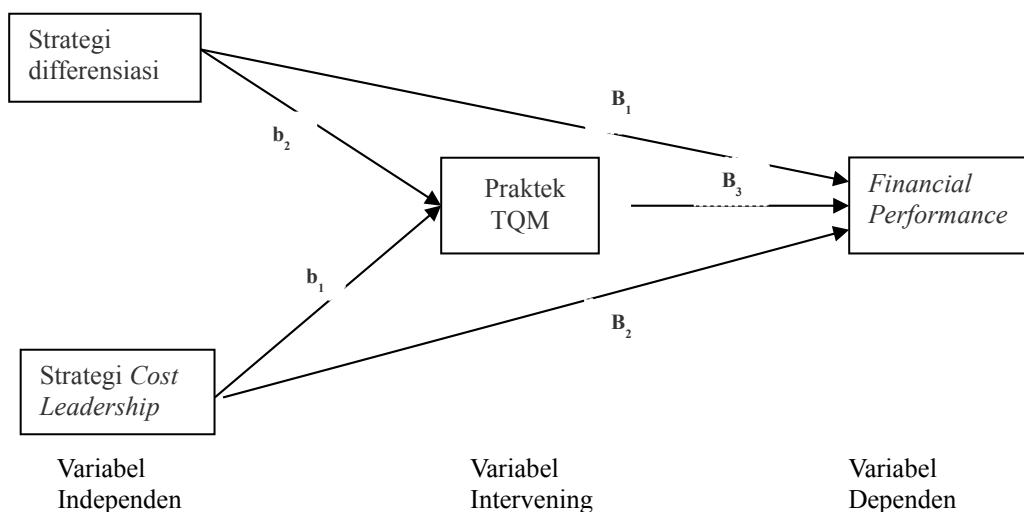 Strategi
differensiasi
B₁
b₂
Praktek
TQM
B₃
Financial
Performance
b₁
B₂
Strategi Cost
Leadership
Variabel
Independen
Variabel
Intervening
Variabel
Dependen